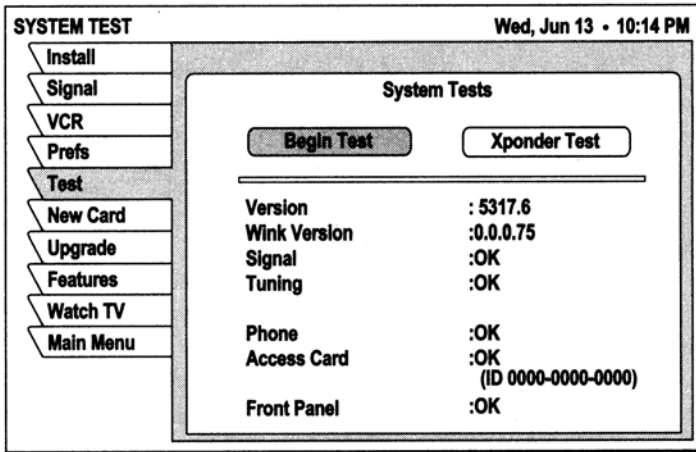 SYSTEM TEST
Wed, Jun 13 • 10:14 PM
Install
Signal
VCR
Prefs
Test
New Card
Upgrade
Features
Watch TV
Main Menu
System Tests
Begin Test
Xponder Test
Version : 5317.6
Wink Version :0.0.0.75
Signal :OK
Tuning :OK
Phone :OK
Access Card :OK
(ID 0000-0000-0000)
Front Panel :OK